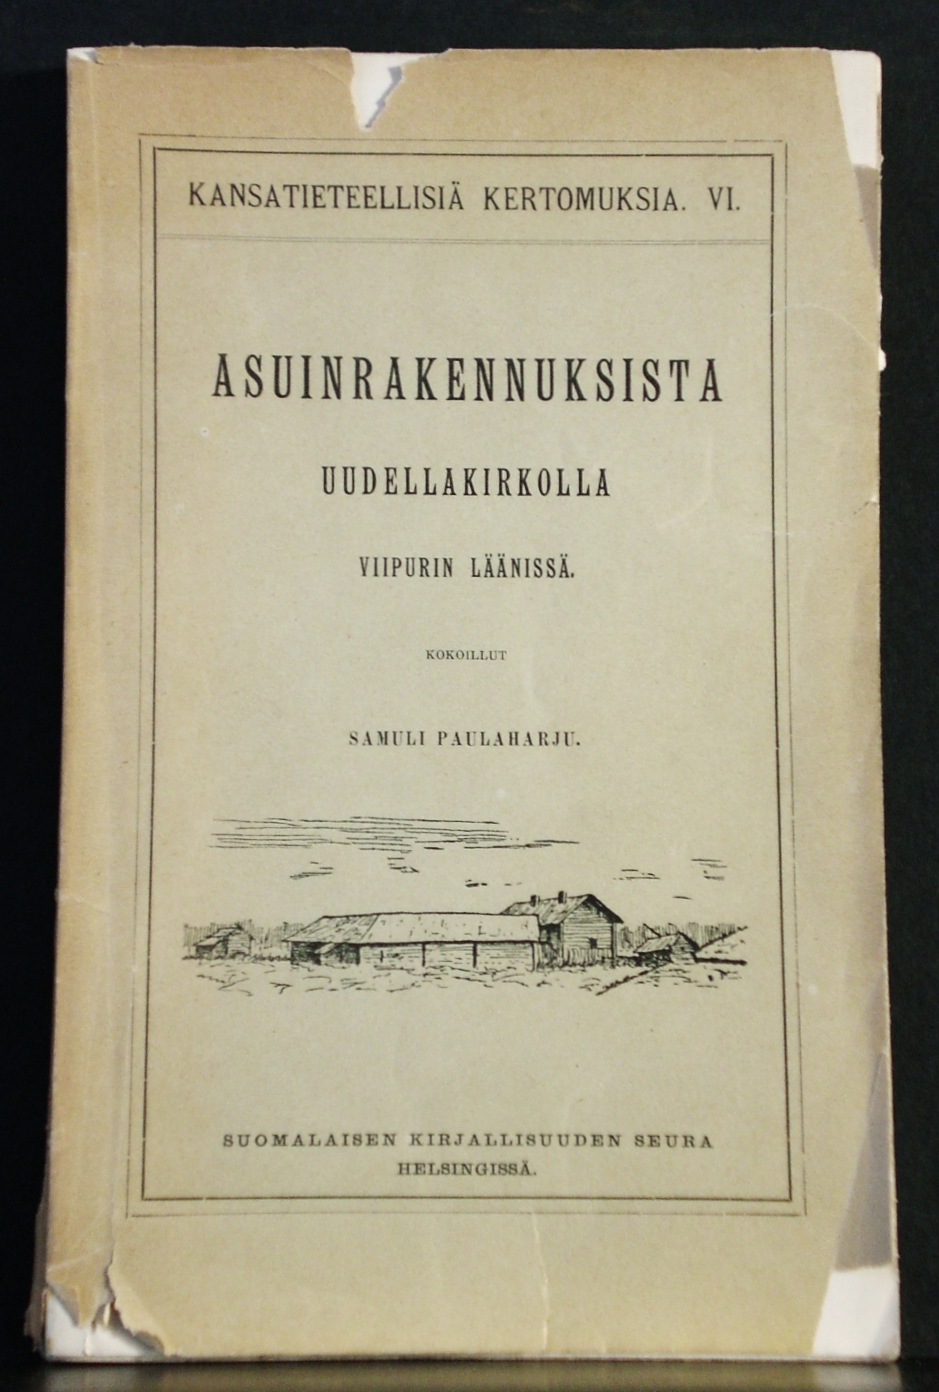 KANSATIETEELLISIÄ KERTOMUKSIA. VI.
ASUINRAKENNUKSISTA
UUDELLAKIRKOLLA
VIIPURIN LÄÄNISSÄ.
KOKOILLUT
SAMULI PAULAHARJU.
SUOMALAISEN KIRJALLISUUDEN SEURA
HELSINGISSÄ.